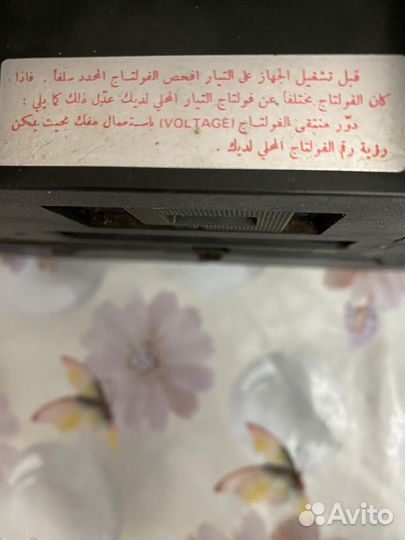 قبل تشغيل الجهاز على التيار افحص الفولتاج المحدد سلفاً . فاذا
كان الفولتاج مختلفاً عن فولتاج التيار المحلي لديك عدّل ذلك كما يلي :
دوّر منتقى الفولتاج (VOLTAGE) باستعمال مفك بحيث يمكن
رؤية رقم الفولتاج المحلي لديك .
Avito